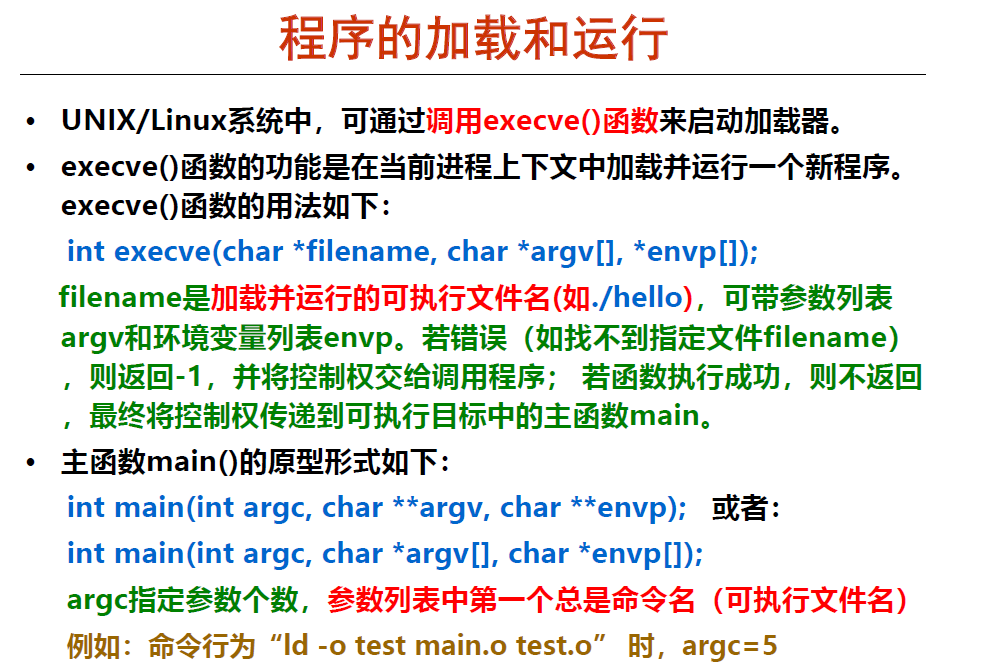 程序的加载和运行
• UNIX/Linux系统中，可通过调用execve()函数来启动加载器。
• execve()函数的功能是在当前进程上下文中加载并运行一个新程序。
execve()函数的用法如下：
int execve(char *filename, char *argv[], *envp[]);
filename是加载并运行的可执行文件名(如./hello)，可带参数列表
argv和环境变量列表envp。若错误（如找不到指定文件filename）
，则返回-1，并将控制权交给调用程序； 若函数执行成功，则不返回
，最终将控制权传递到可执行目标中的主函数main。
• 主函数main()的原型形式如下：
int main(int argc, char **argv, char **envp); 或者：
int main(int argc, char *argv[], char *envp[]);
argc指定参数个数，参数列表中第一个总是命令名（可执行文件名）
例如：命令行为“ld -o test main.o test.o” 时，argc=5